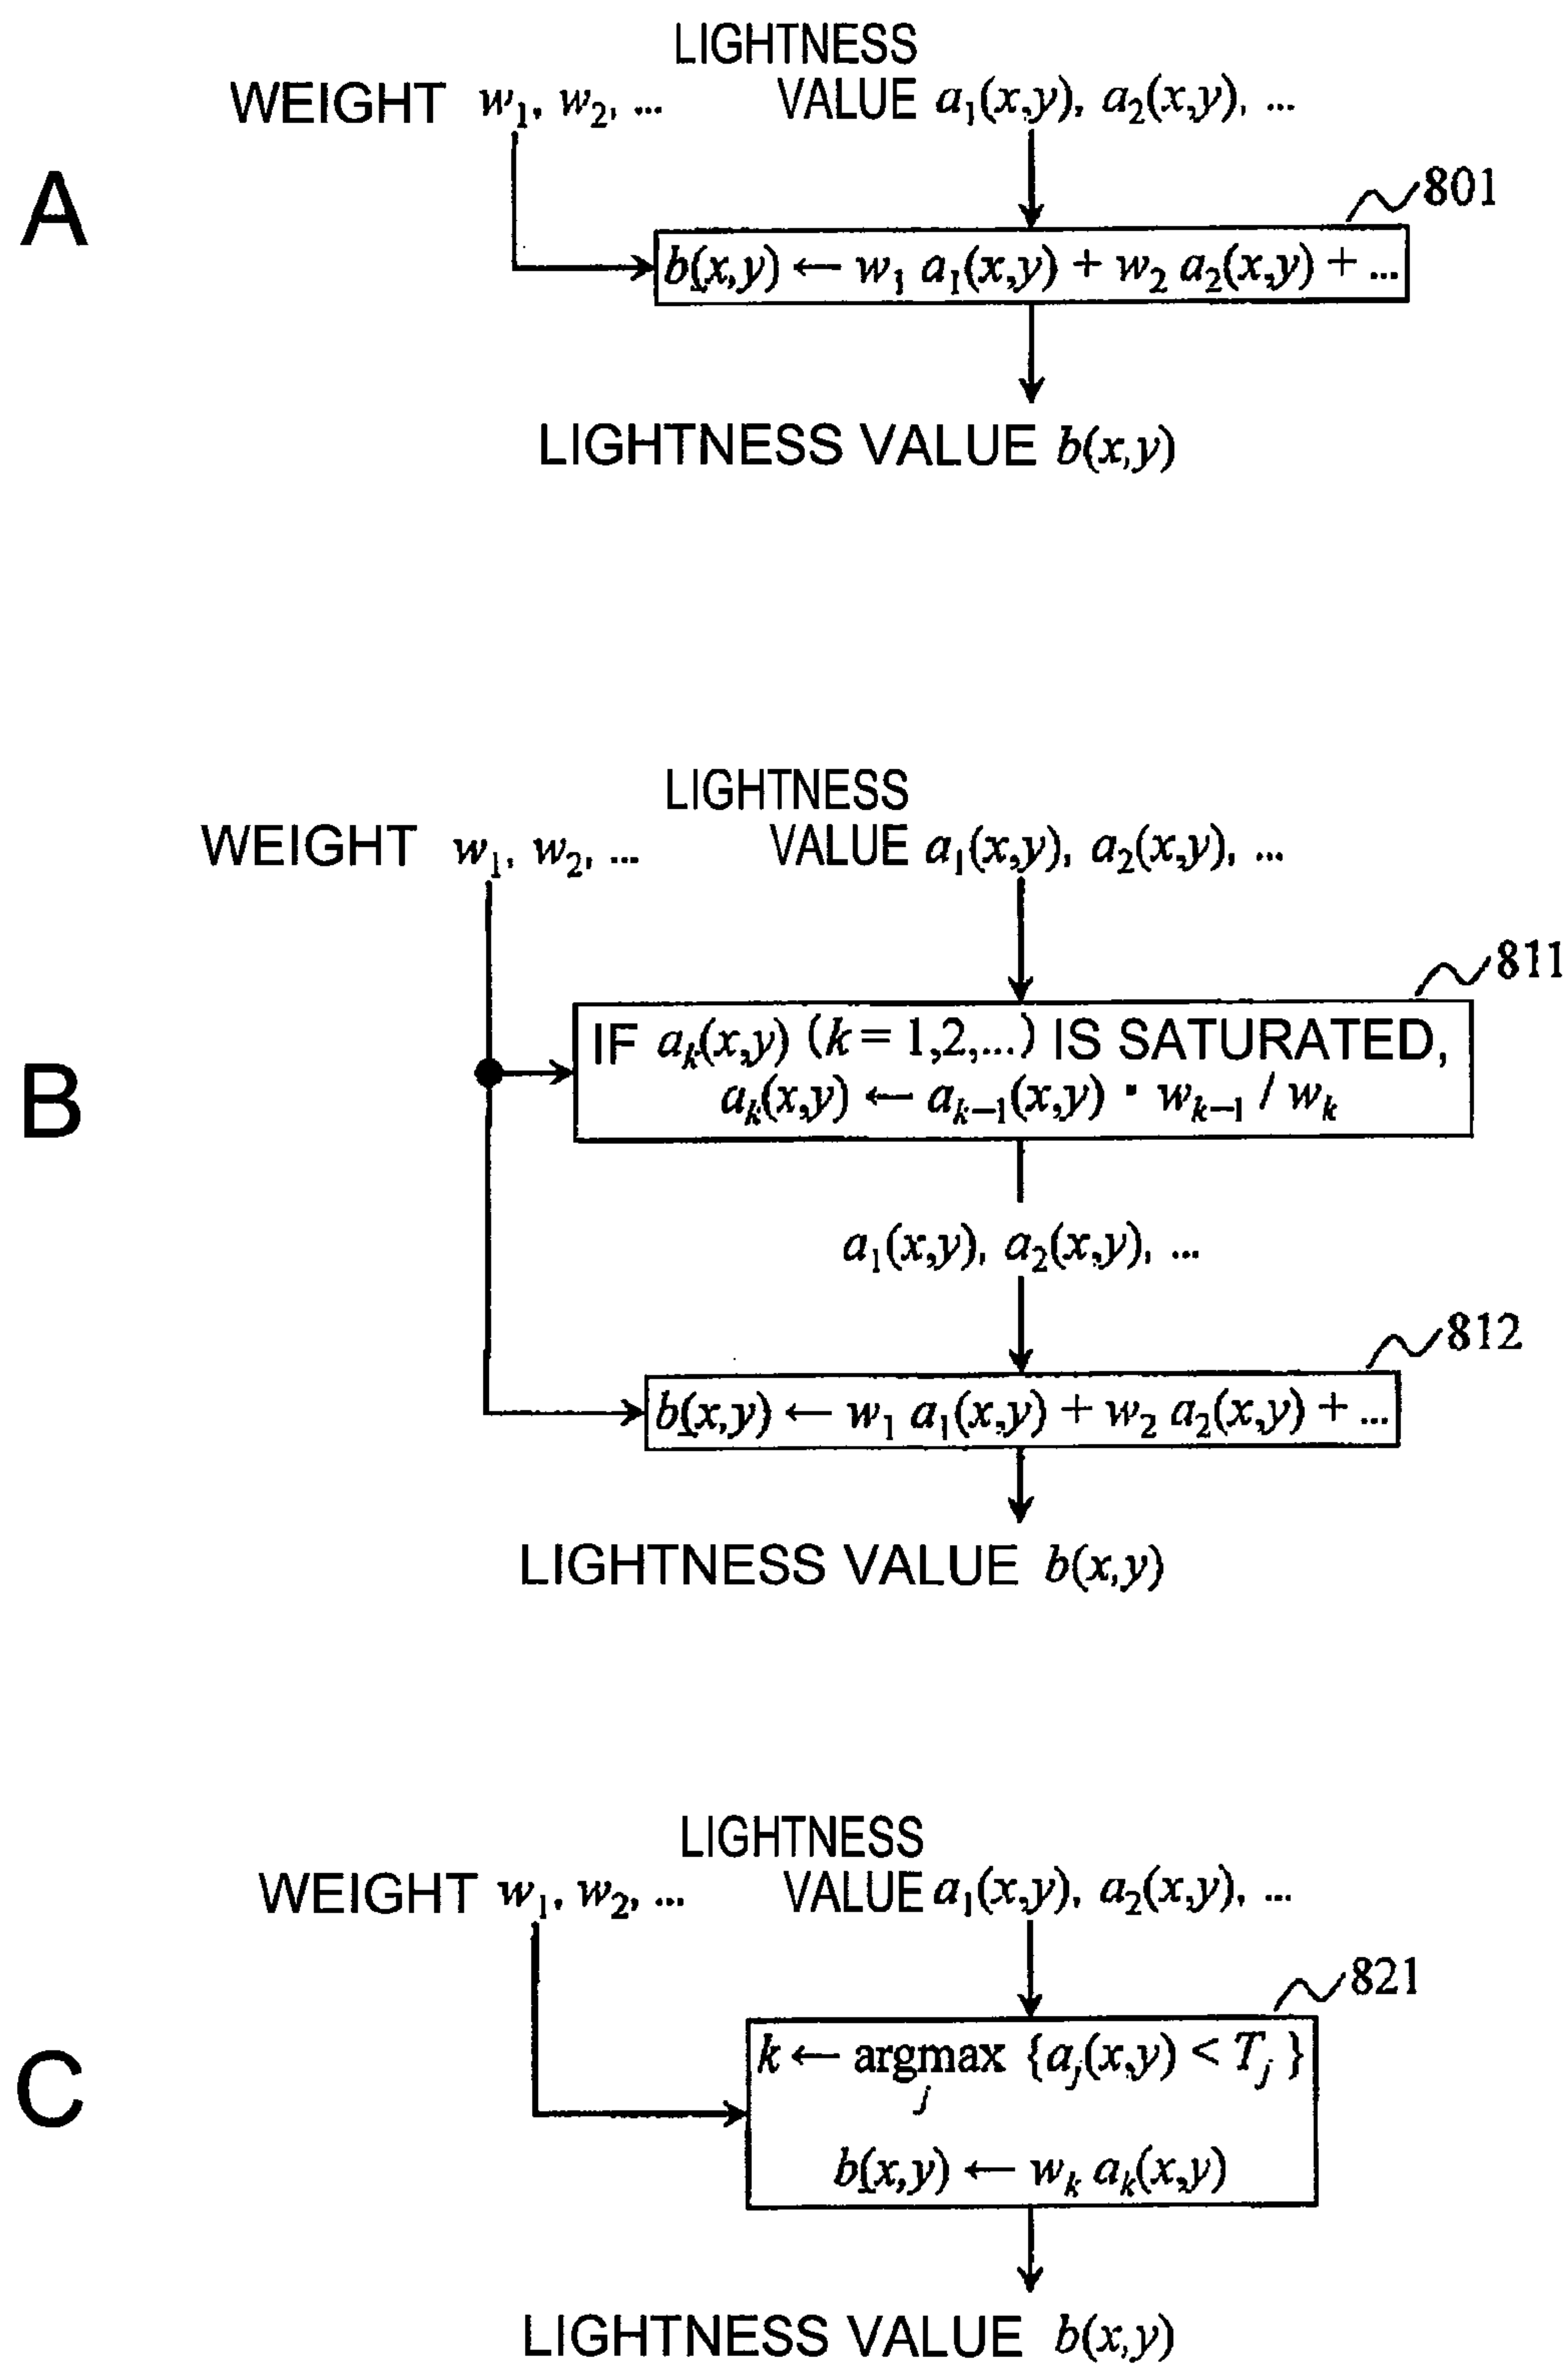 LIGHTNESS
WEIGHT w₁, w₂, ... VALUE a₁(x,y), a₂(x,y), ...
A
801
b(x,y) ← w₁ a₁(x,y) + w₂ a₂(x,y) + ...
LIGHTNESS VALUE b(x,y)
LIGHTNESS
WEIGHT w₁, w₂, ... VALUE a₁(x,y), a₂(x,y), ...
811
IF aₖ(x,y) (k = 1,2,...) IS SATURATED,
aₖ(x,y) ← aₖ₋₁(x,y) · wₖ₋₁ / wₖ
B
a₁(x,y), a₂(x,y), ...
812
b(x,y) ← w₁ a₁(x,y) + w₂ a₂(x,y) + ...
LIGHTNESS VALUE b(x,y)
LIGHTNESS
WEIGHT w₁, w₂, ... VALUE a₁(x,y), a₂(x,y), ...
821
k ← argmax {aⱼ(x,y) < Tⱼ}
j
C
b(x,y) ← wₖ aₖ(x,y)
LIGHTNESS VALUE b(x,y)